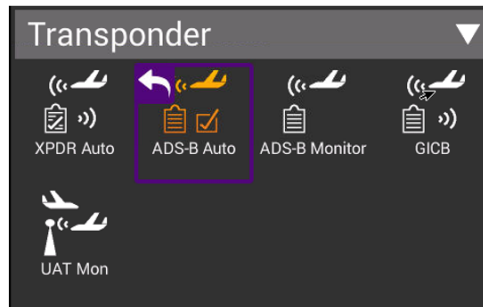 Transponder
XPDR Auto
ADS-B Auto
ADS-B Monitor
GICB
UAT Mon